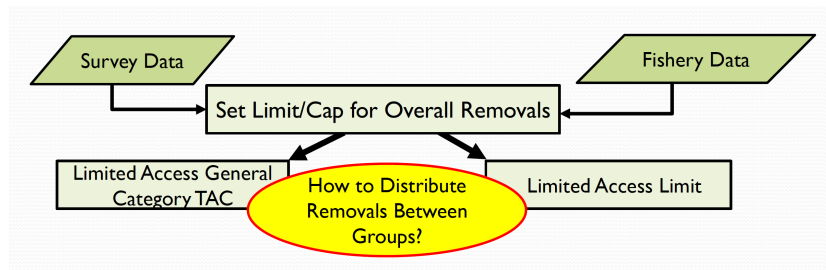 Survey Data
Fishery Data
Set Limit/Cap for Overall Removals
Limited Access General
Category TAC
How to Distribute
Removals Between
Groups?
Limited Access Limit